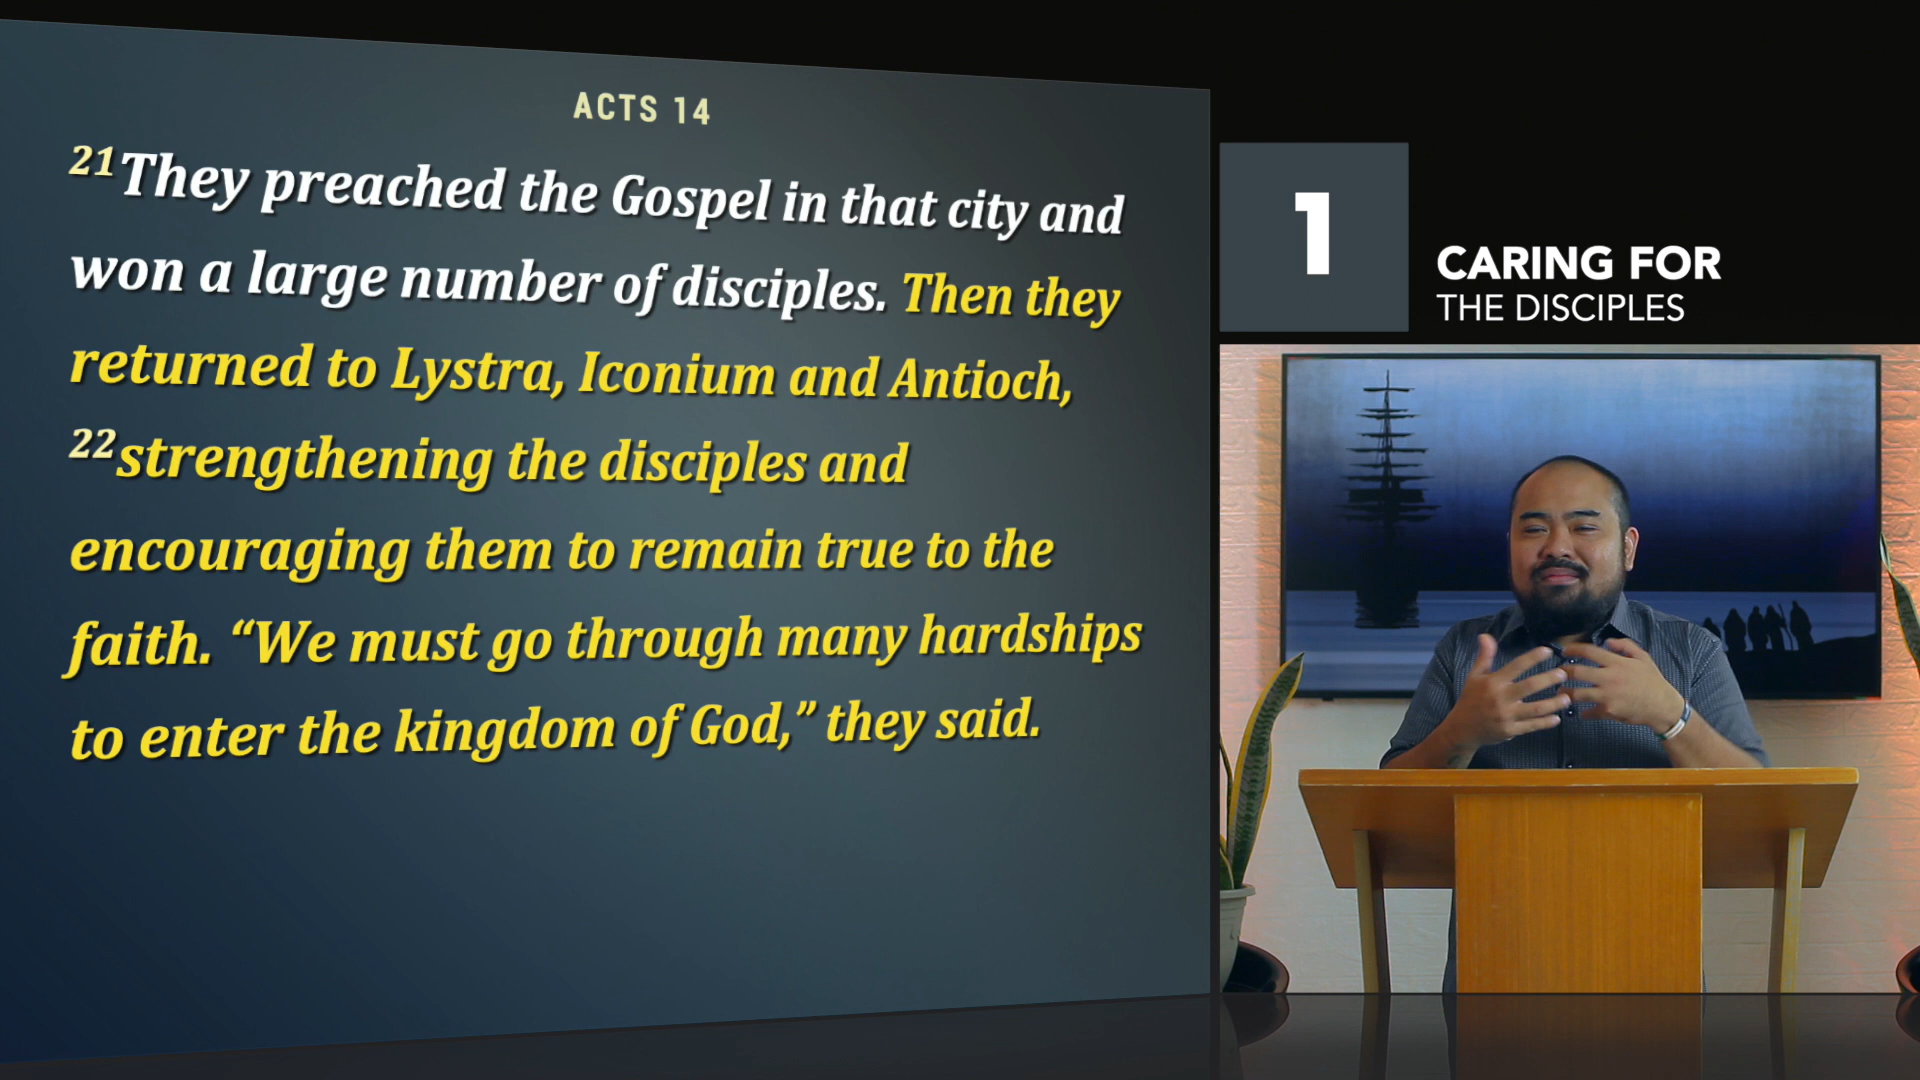 ACTS 14
21They preached the Gospel in that city and
won a large number of disciples. Then they
returned to Lystra, Iconium and Antioch,
22strengthening the disciples and
encouraging them to remain true to the
faith. “We must go through many hardships
to enter the kingdom of God,” they said.
1
CARING FOR
THE DISCIPLES